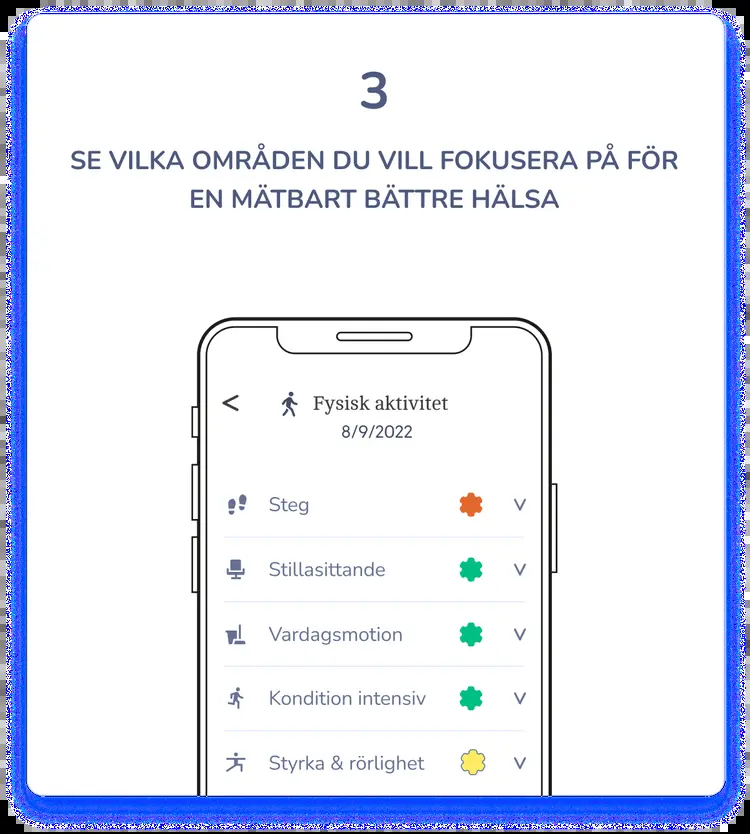 3
SE VILKA OMRÅDEN DU VILL FOKUSERA PÅ FÖR
EN MÄTBART BÄTTRE HÄLSA
< Fysisk aktivitet
8/9/2022
Steg
Stillasittande
Vardagsmotion
Kondition intensiv
Styrka & rörlighet